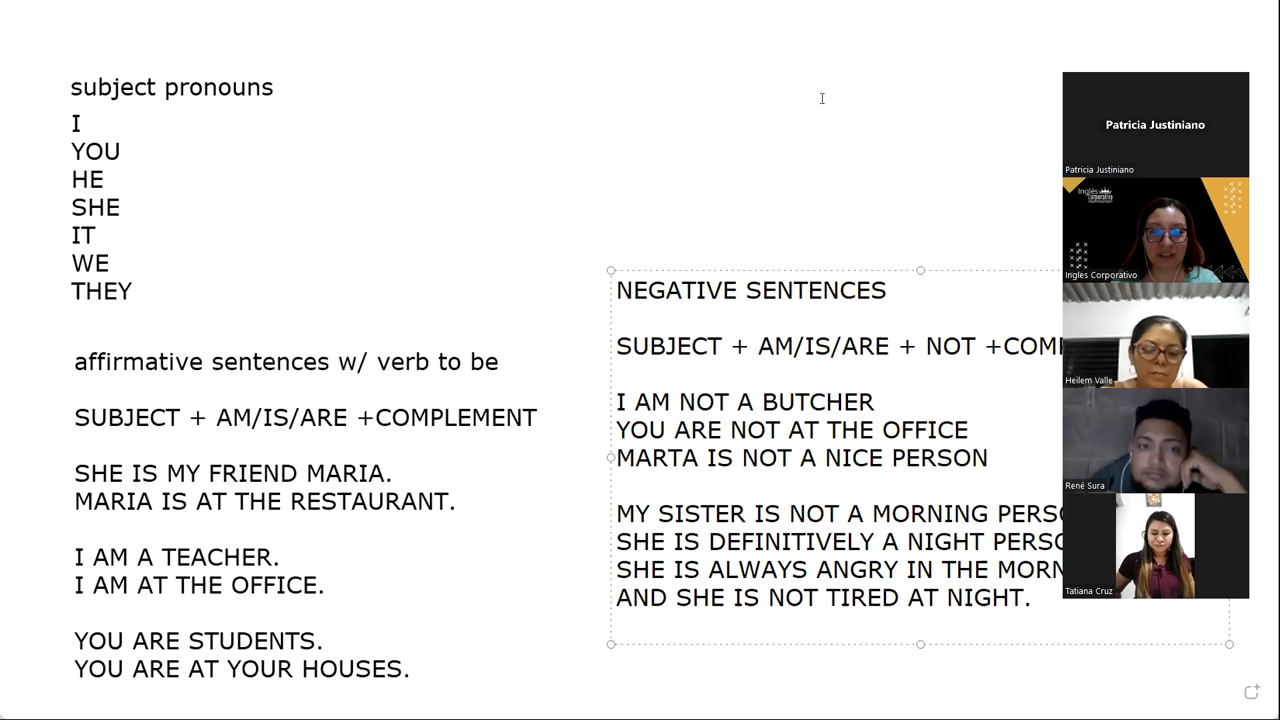 subject pronouns
I
YOU
HE
SHE
IT
WE
THEY
affirmative sentences w/ verb to be
SUBJECT + AM/IS/ARE +COMPLEMENT
SHE IS MY FRIEND MARIA.
MARIA IS AT THE RESTAURANT.
I AM A TEACHER.
I AM AT THE OFFICE.
YOU ARE STUDENTS.
YOU ARE AT YOUR HOUSES.
NEGATIVE SENTENCES
SUBJECT + AM/IS/ARE + NOT +COMP
I AM NOT A BUTCHER
YOU ARE NOT AT THE OFFICE
MARTA IS NOT A NICE PERSON
MY SISTER IS NOT A MORNING PERSO
SHE IS DEFINITIVELY A NIGHT PERSO
SHE IS ALWAYS ANGRY IN THE MORN
AND SHE IS NOT TIRED AT NIGHT.
Patricia Justiniano
Patricia Justiniano
Inglés
Corporativo
Ingles Corporativo
Heilem Valle
René Sura
Tatiana Cruz